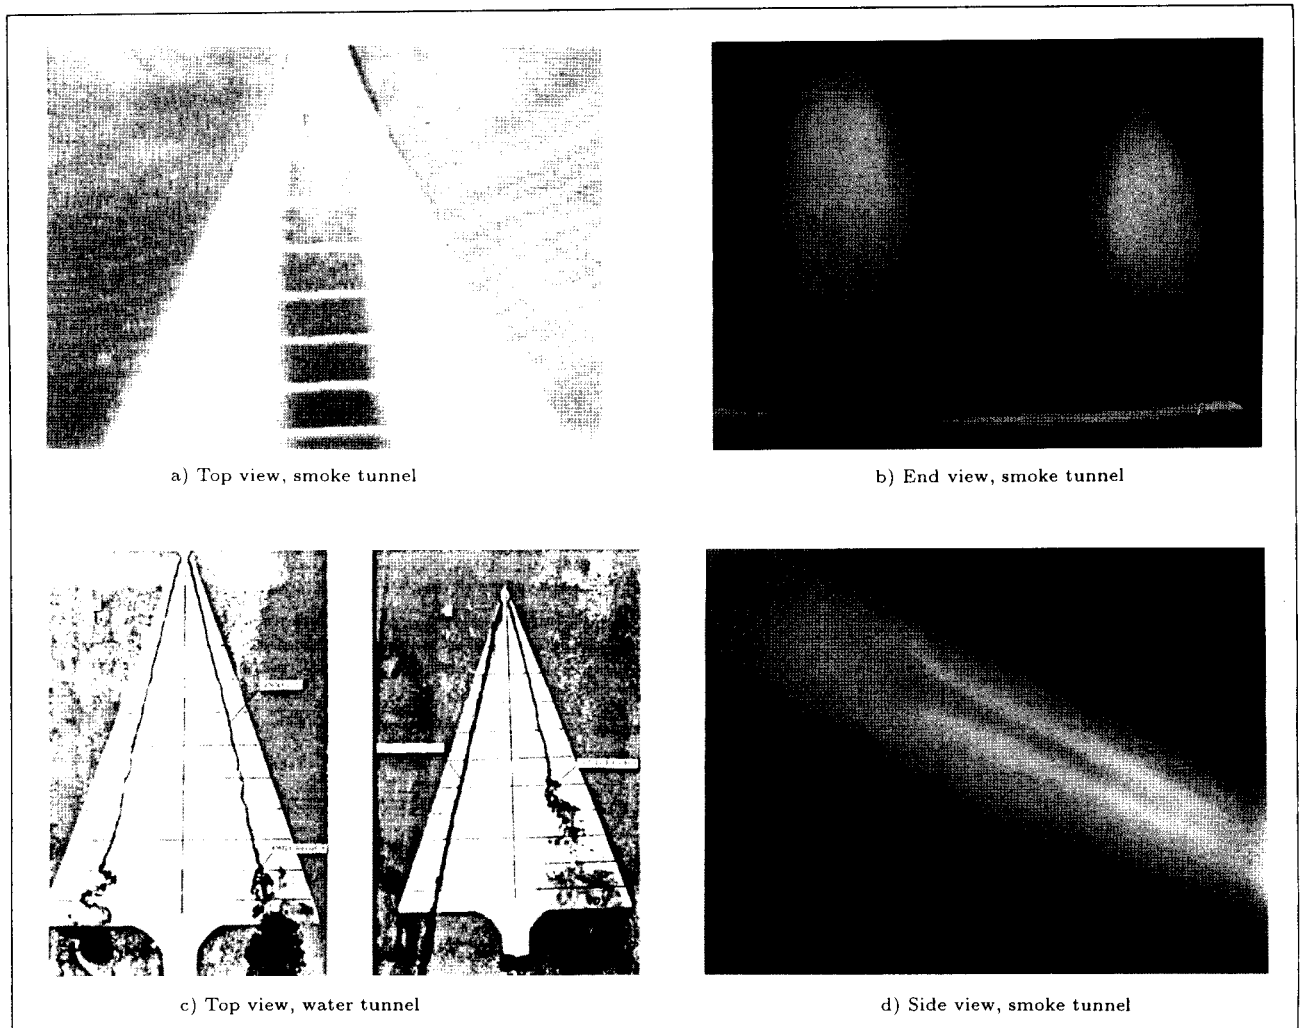 a) Top view, smoke tunnel
b) End view, smoke tunnel
c) Top view, water tunnel
d) Side view, smoke tunnel